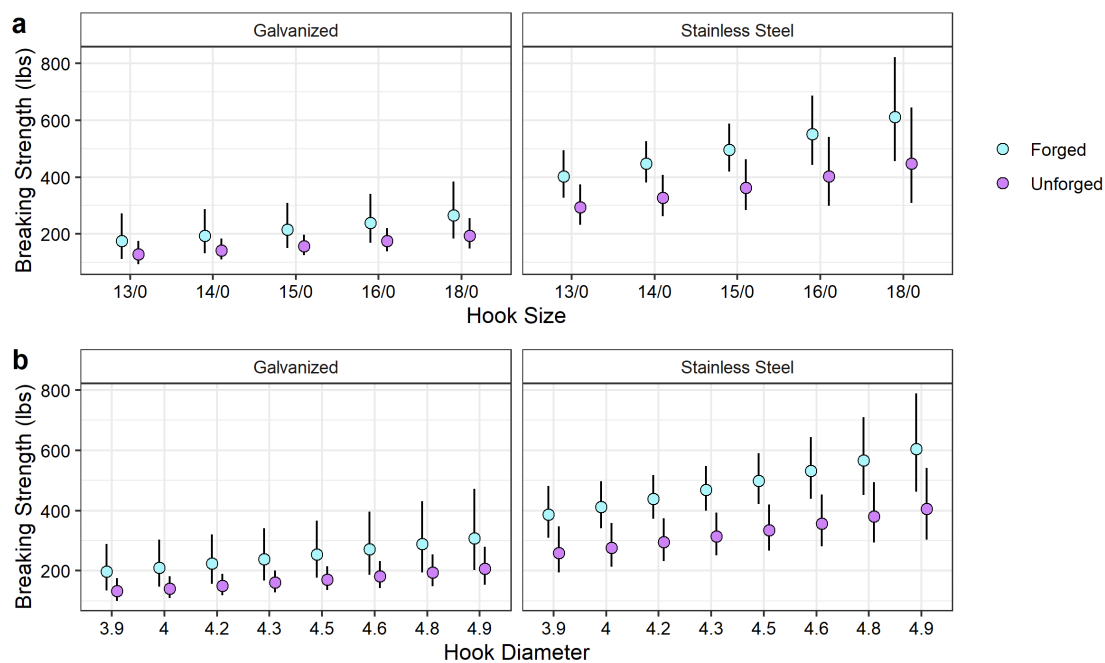 a
Galvanized
Stainless Steel
Breaking Strength (lbs)
800
600
400
200
13/0 14/0 15/0 16/0 18/0
13/0 14/0 15/0 16/0 18/0
Hook Size
Forged
Unforged
b
Galvanized
Stainless Steel
Breaking Strength (lbs)
800
600
400
200
3.9 4 4.2 4.3 4.5 4.6 4.8 4.9
3.9 4 4.2 4.3 4.5 4.6 4.8 4.9
Hook Diameter